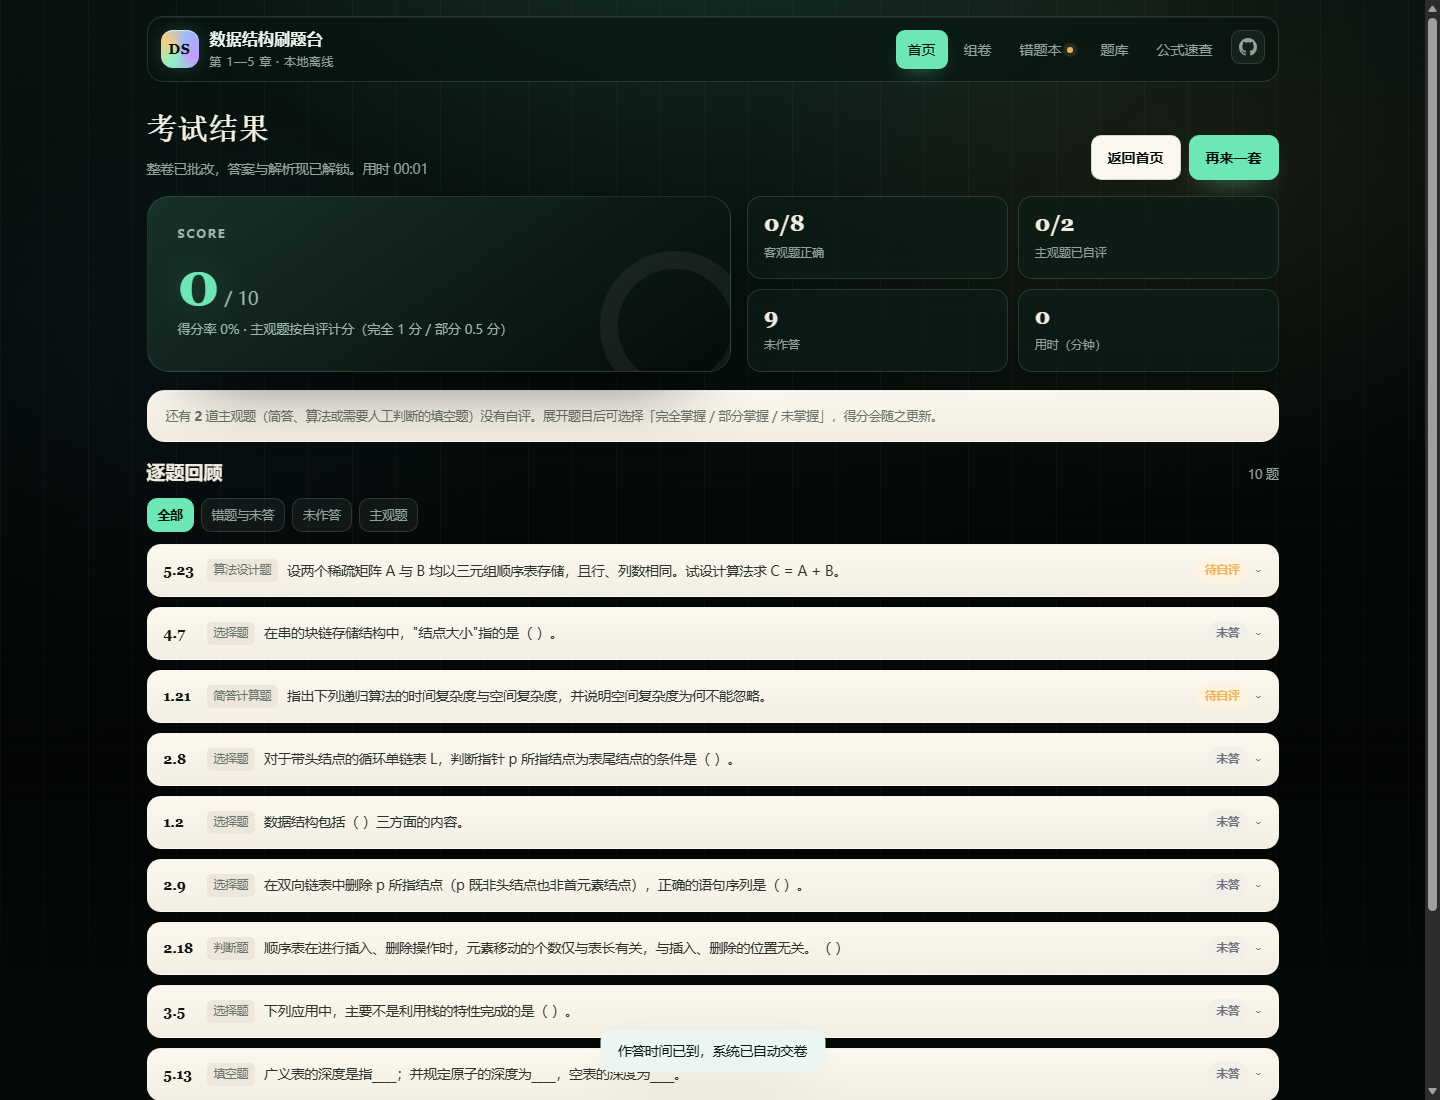 DS
数据结构刷题台
第 1—5 章 · 本地离线
首页
组卷
错题本
题库
公式速查
考试结果
整卷已批改，答案与解析现已解锁。用时 00:01
返回首页
再来一套
SCORE
0 / 10
得分率 0% · 主观题按自评计分（完全 1 分 / 部分 0.5 分）
0/8
客观题正确
0/2
主观题已自评
9
未作答
0
用时（分钟）
还有 2 道主观题（简答、算法或需要人工判断的填空题）没有自评。展开题目后可选择「完全掌握 / 部分掌握 / 未掌握」，得分会随之更新。
逐题回顾
10 题
全部
错题与未答
未作答
主观题
5.23 算法设计题 设两个稀疏矩阵 A 与 B 均以三元组顺序表存储，且行、列数相同。试设计算法求 C = A + B。 待自评
4.7 选择题 在串的块链存储结构中，"结点大小"指的是（ ）。 未答
1.21 简答计算题 指出下列递归算法的时间复杂度与空间复杂度，并说明空间复杂度为何不能忽略。 待自评
2.8 选择题 对于带头结点的循环单链表 L，判断指针 p 所指结点为表尾结点的条件是（ ）。 未答
1.2 选择题 数据结构包括（ ）三方面的内容。 未答
2.9 选择题 在双向链表中删除 p 所指结点（p 既非头结点也非首元素结点），正确的语句序列是（ ）。 未答
2.18 判断题 顺序表在进行插入、删除操作时，元素移动的个数仅与表长有关，与插入、删除的位置无关。（ ） 未答
3.5 选择题 下列应用中，主要不是利用栈的特性完成的是（ ）。 未答
作答时间已到，系统已自动交卷
5.13 填空题 广义表的深度是指____；并规定原子的深度为____，空表的深度为____。 未答